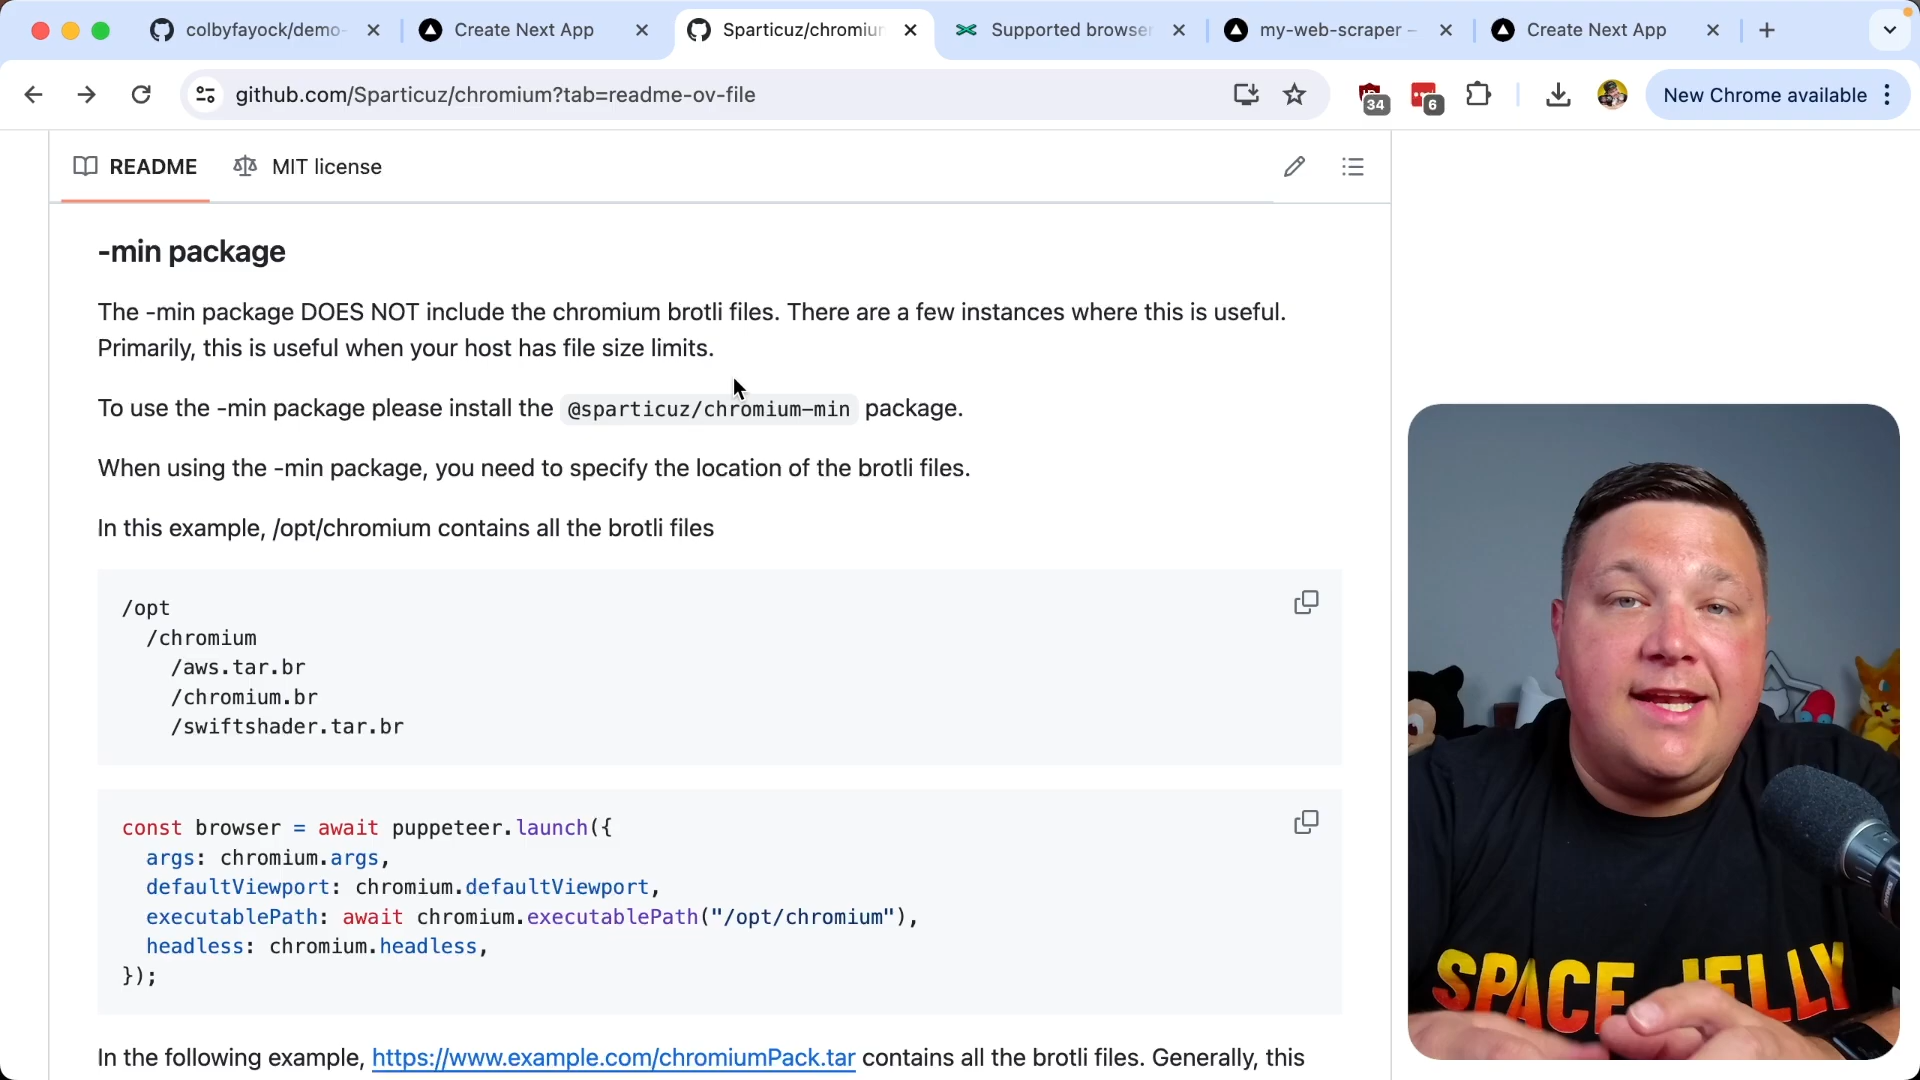 colbyfayock/demo-
Create Next App
Sparticuz/chromium
Supported browser
my-web-scraper –
Create Next App
github.com/Sparticuz/chromium?tab=readme-ov-file
34
6
New Chrome available
README
MIT license
-min package
The -min package DOES NOT include the chromium brotli files. There are a few instances where this is useful.
Primarily, this is useful when your host has file size limits.
To use the -min package please install the @sparticuz/chromium-min package.
When using the -min package, you need to specify the location of the brotli files.
In this example, /opt/chromium contains all the brotli files
/opt
/chromium
/aws.tar.br
/chromium.br
/swiftshader.tar.br
const browser = await puppeteer.launch({
args: chromium.args,
defaultViewport: chromium.defaultViewport,
executablePath: await chromium.executablePath("/opt/chromium"),
headless: chromium.headless,
});
In the following example, https://www.example.com/chromiumPack.tar contains all the brotli files. Generally, this
SPACE JELLY